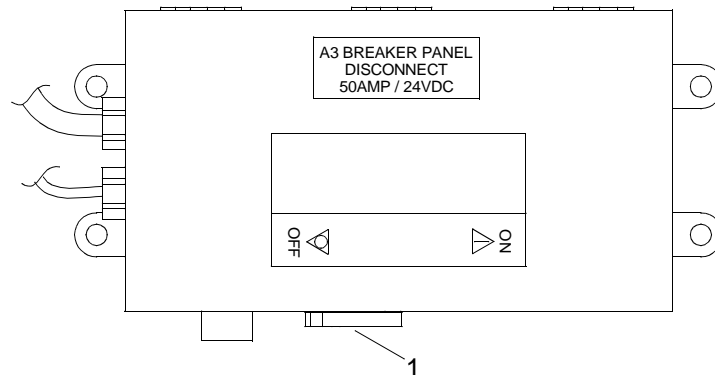 A3 BREAKER PANEL
DISCONNECT
50AMP / 24VDC
OFF
ON
1